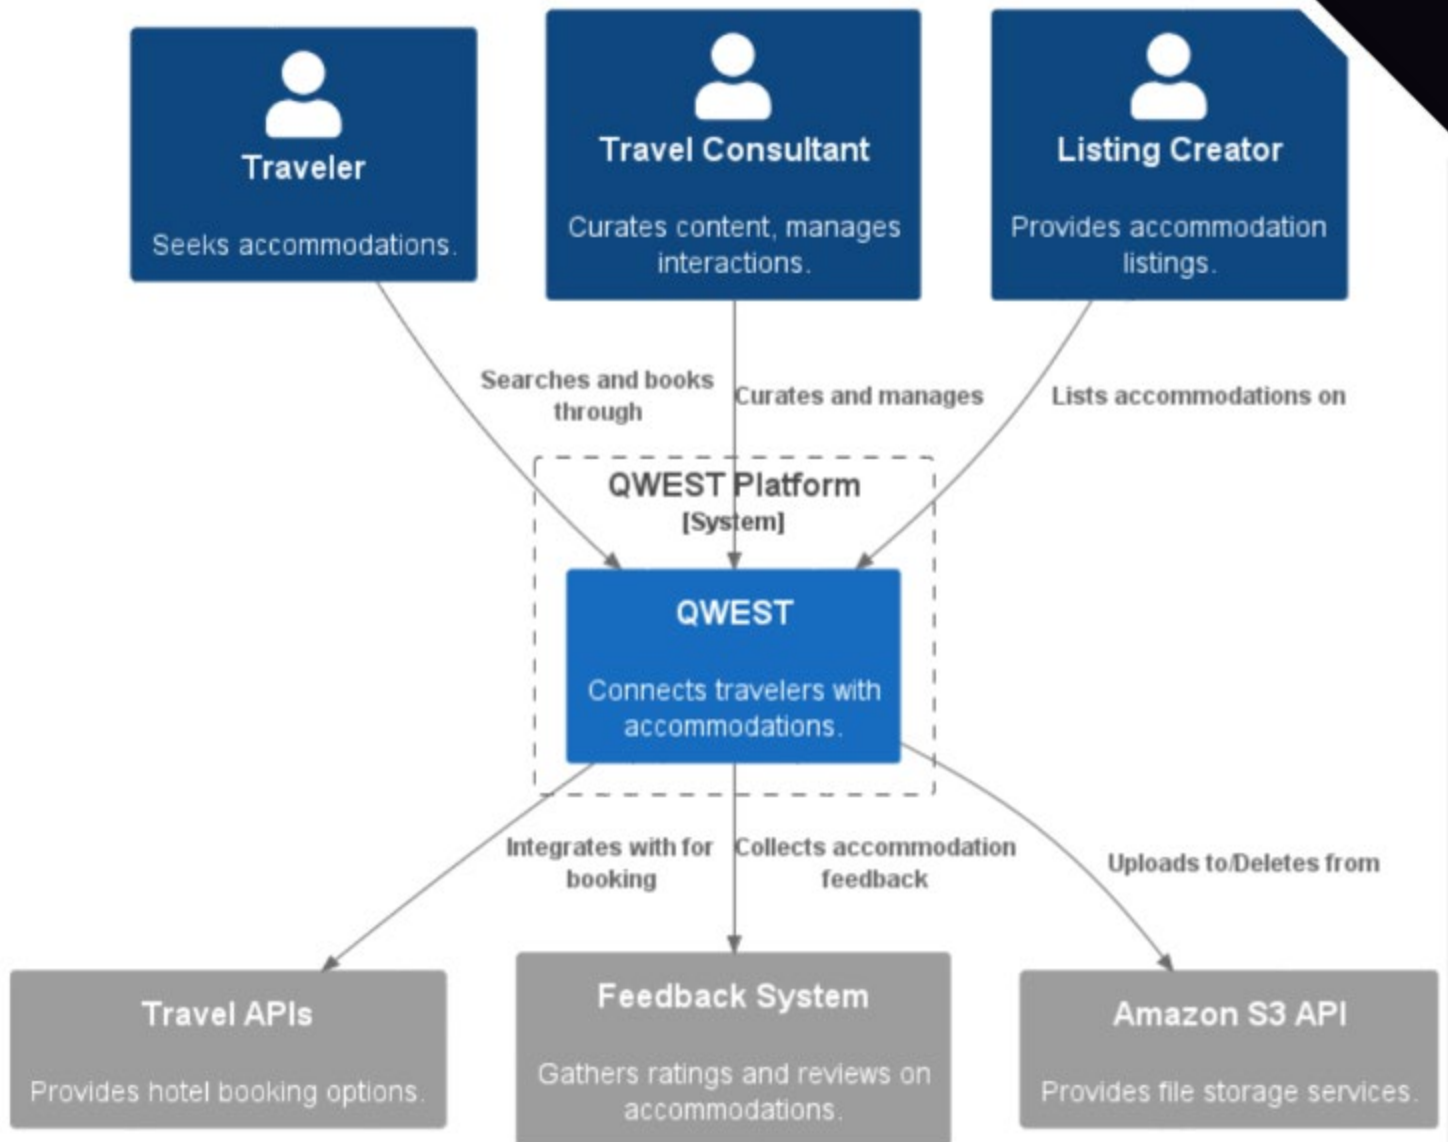 Traveler
Seeks accommodations.
Travel Consultant
Curates content, manages
interactions.
Listing Creator
Provides accommodation
listings.
Searches and books
through
Curates and manages
Lists accommodations on
QWEST Platform
[System]
QWEST
Connects travelers with
accommodations.
Integrates with for
booking
Collects accommodation
feedback
Uploads to/Deletes from
Travel APIs
Provides hotel booking options.
Feedback System
Gathers ratings and reviews on
accommodations.
Amazon S3 API
Provides file storage services.